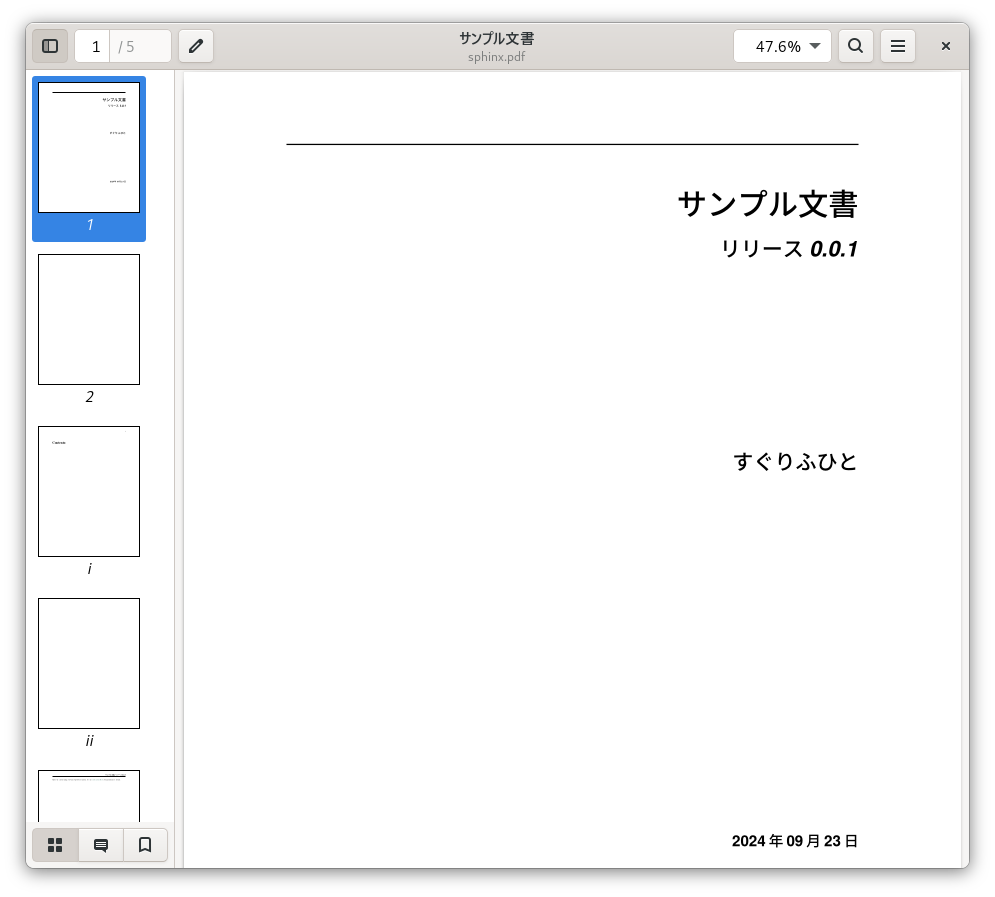 1 / 5
サンプル文書
sphinx.pdf
47.6%
1
2
i
ii
サンプル文書
リリース 0.0.1
すぐりふひと
2024 年 09 月 23 日